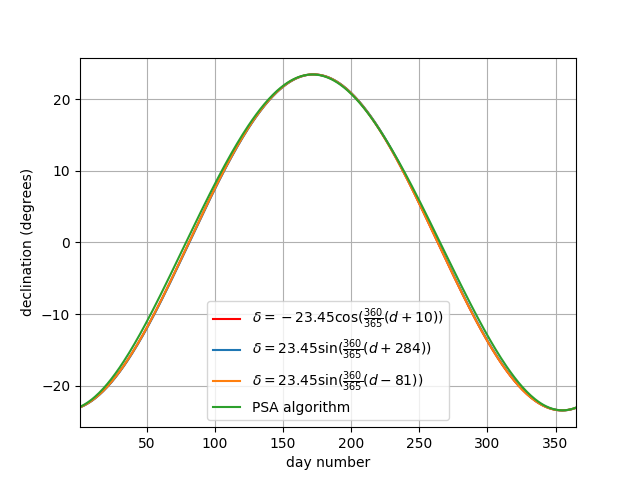 declination (degrees)
20
10
0
−10
−20
δ = −23.45cos(360/365(d + 10))
δ = 23.45sin(360/365(d + 284))
δ = 23.45sin(360/365(d − 81))
PSA algorithm
50 100 150 200 250 300 350
day number